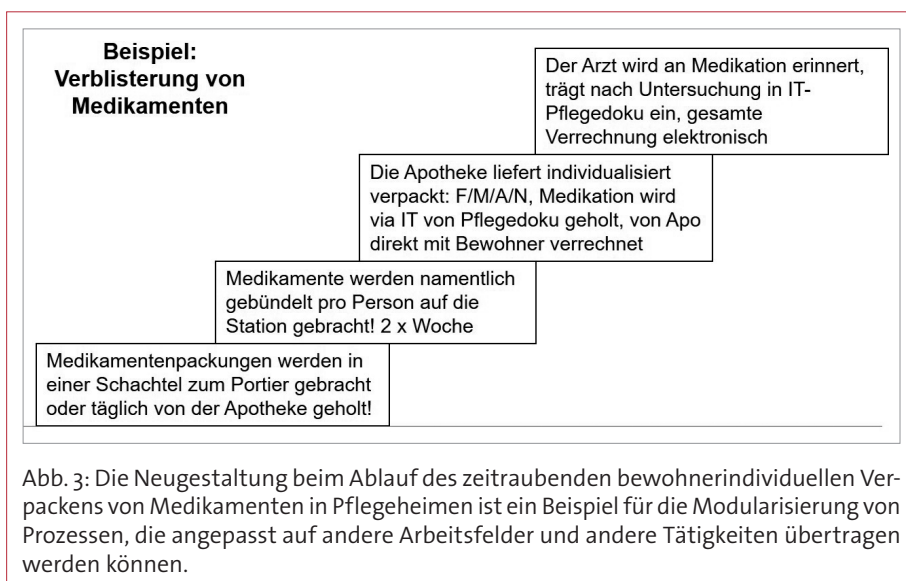 Beispiel:
Verblisterung von
Medikamenten
Der Arzt wird an Medikation erinnert,
trägt nach Untersuchung in IT-
Pflegedoku ein, gesamte
Verrechnung elektronisch
Die Apotheke liefert individualisiert
verpackt: F/M/A/N, Medikation wird
via IT von Pflegedoku geholt, von Apo
direkt mit Bewohner verrechnet
Medikamente werden namentlich
gebündelt pro Person auf die
Station gebracht! 2 x Woche
Medikamentenpackungen werden in
einer Schachtel zum Portier gebracht
oder täglich von der Apotheke geholt!
Abb. 3: Die Neugestaltung beim Ablauf des zeitraubenden bewohnerindividuellen Ver-
packens von Medikamenten in Pflegeheimen ist ein Beispiel für die Modularisierung von
Prozessen, die angepasst auf andere Arbeitsfelder und andere Tätigkeiten übertragen
werden können.